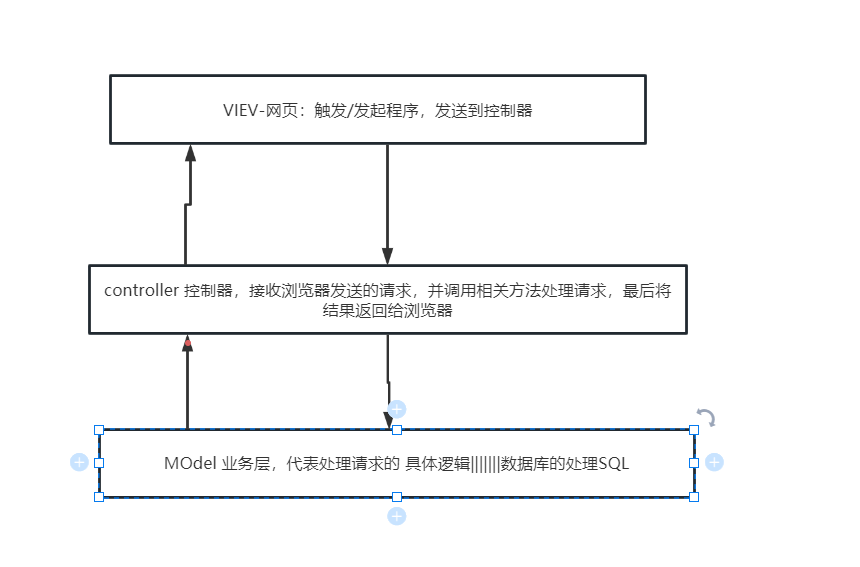 VIEV-网页：触发/发起程序，发送到控制器
controller 控制器，接收浏览器发送的请求，并调用相关方法处理请求，最后将
结果返回给浏览器
MOdel 业务层，代表处理请求的 具体逻辑|||||||数据库的处理SQL